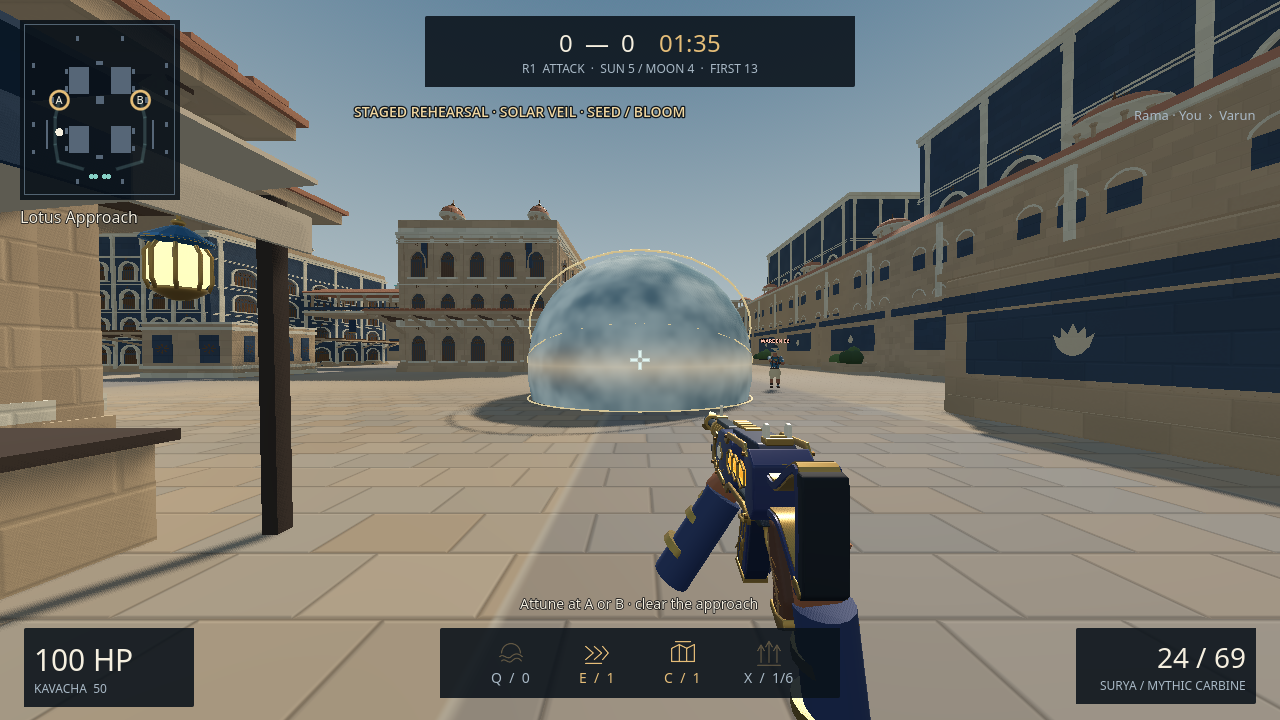 0 — 0 01:35
R1 ATTACK · SUN 5 / MOON 4 · FIRST 13
STAGED REHEARSAL · SOLAR VEIL · SEED / BLOOM
Rama · You › Varun
A
B
Lotus Approach
Attune at A or B · clear the approach
100 HP
KAVACHA 50
Q / 0
E / 1
C / 1
X / 1/6
24 / 69
SURYA / MYTHIC CARBINE